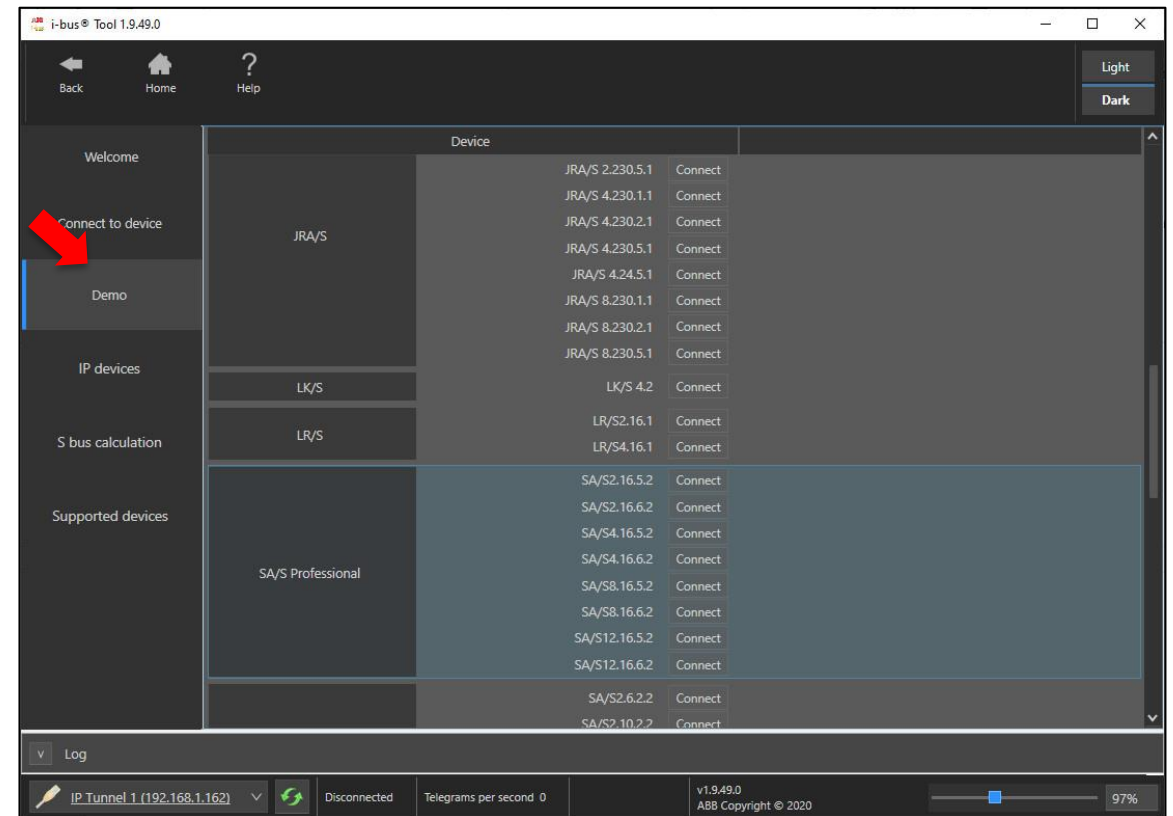 i-bus® Tool 1.9.49.0
Back
Home
Help
Light
Dark
Welcome
Connect to device
Demo
IP devices
S bus calculation
Supported devices
Device
JRA/S
JRA/S 2.230.5.1 Connect
JRA/S 4.230.1.1 Connect
JRA/S 4.230.2.1 Connect
JRA/S 4.230.5.1 Connect
JRA/S 4.24.5.1 Connect
JRA/S 8.230.1.1 Connect
JRA/S 8.230.2.1 Connect
JRA/S 8.230.5.1 Connect
LK/S
LK/S 4.2 Connect
LR/S
LR/S2.16.1 Connect
LR/S4.16.1 Connect
SA/S Professional
SA/S2.16.5.2 Connect
SA/S2.16.6.2 Connect
SA/S4.16.5.2 Connect
SA/S4.16.6.2 Connect
SA/S8.16.5.2 Connect
SA/S8.16.6.2 Connect
SA/S12.16.5.2 Connect
SA/S12.16.6.2 Connect
SA/S2.6.2.2 Connect
SA/S2.10.2.2 Connect
v Log
IP Tunnel 1 (192.168.1.162)
Disconnected
Telegrams per second 0
v1.9.49.0
ABB Copyright © 2020
97%